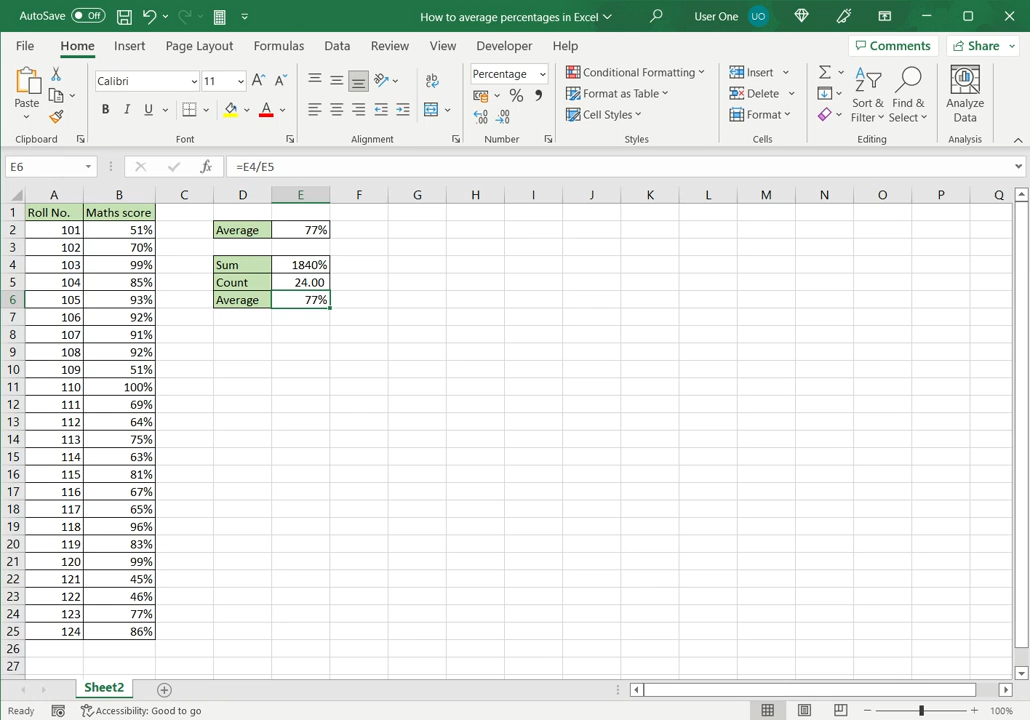 AutoSave Off How to average percentages in Excel User One UO
File Home Insert Page Layout Formulas Data Review View Developer Help Comments Share
Calibri 11 Percentage Conditional Formatting Insert
Paste B I U % Format as Table Delete Sort & Find & Analyze
Cell Styles Format Filter Select Data
Clipboard Font Alignment Number Styles Cells Editing Analysis
E6 fx =E4/E5
A B C D E F G H I J K L M N O P Q
1 Roll No. Maths score
2 101 51% Average 77%
3 102 70%
4 103 99% Sum 1840%
5 104 85% Count 24.00
6 105 93% Average 77%
7 106 92%
8 107 91%
9 108 92%
10 109 51%
11 110 100%
12 111 69%
13 112 64%
14 113 75%
15 114 63%
16 115 81%
17 116 67%
18 117 65%
19 118 96%
20 119 83%
21 120 99%
22 121 45%
23 122 46%
24 123 77%
25 124 86%
26
27
Sheet2
Ready Accessibility: Good to go 100%